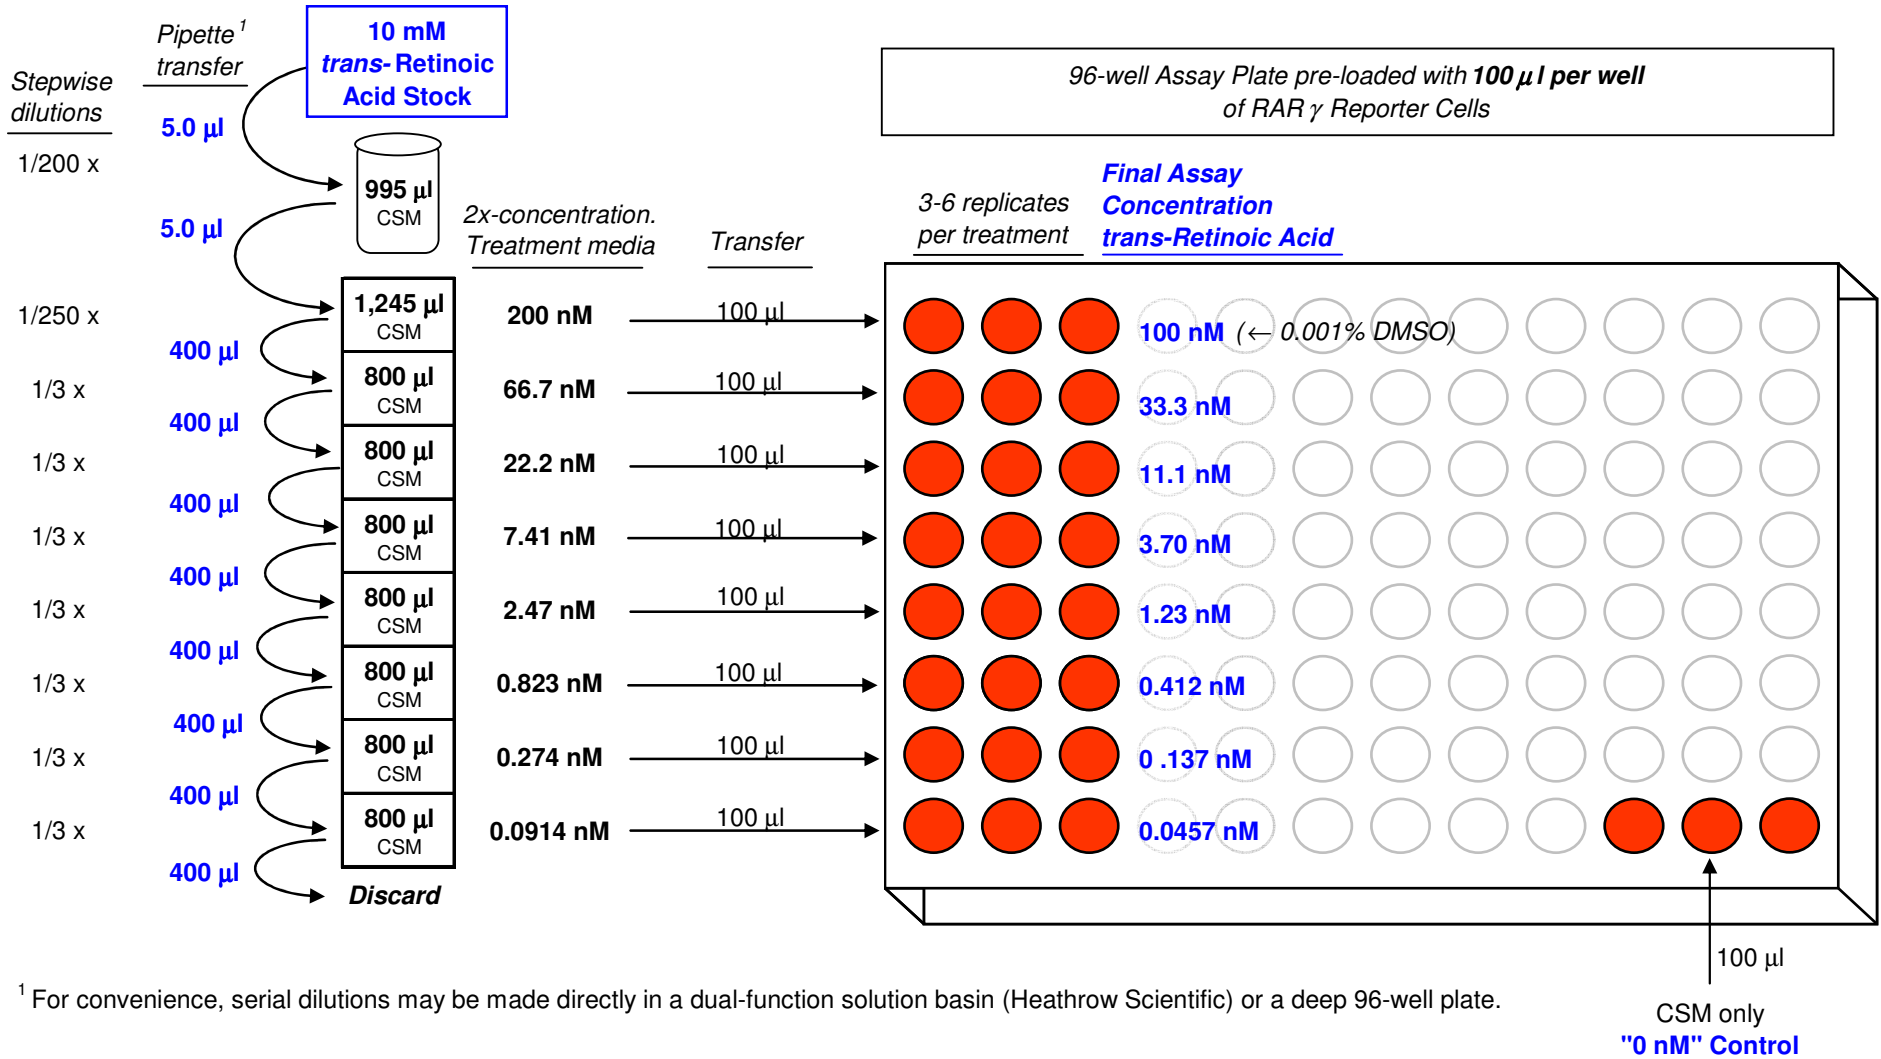 Stepwise
dilutions
Pipette 1
transfer
10 mM
trans- Retinoic
Acid Stock
96-well Assay Plate pre-loaded with 100 µl per well
of RAR γ Reporter Cells
5.0 µl
1/200 x
995 µl
CSM
5.0 µl
2x-concentration.
Treatment media
Transfer
3-6 replicates
per treatment
Final Assay
Concentration
trans-Retinoic Acid
1/250 x
1,245 µl
CSM
200 nM
100 µl
100 nM (← 0.001% DMSO)
400 µl
1/3 x
800 µl
CSM
66.7 nM
100 µl
33.3 nM
400 µl
1/3 x
800 µl
CSM
22.2 nM
100 µl
11.1 nM
400 µl
1/3 x
800 µl
CSM
7.41 nM
100 µl
3.70 nM
400 µl
1/3 x
800 µl
CSM
2.47 nM
100 µl
1.23 nM
400 µl
1/3 x
800 µl
CSM
0.823 nM
100 µl
0.412 nM
400 µl
1/3 x
800 µl
CSM
0.274 nM
100 µl
0 .137 nM
400 µl
1/3 x
800 µl
CSM
0.0914 nM
100 µl
0.0457 nM
400 µl
Discard
100 µl
CSM only
"0 nM" Control
1 For convenience, serial dilutions may be made directly in a dual-function solution basin (Heathrow Scientific) or a deep 96-well plate.